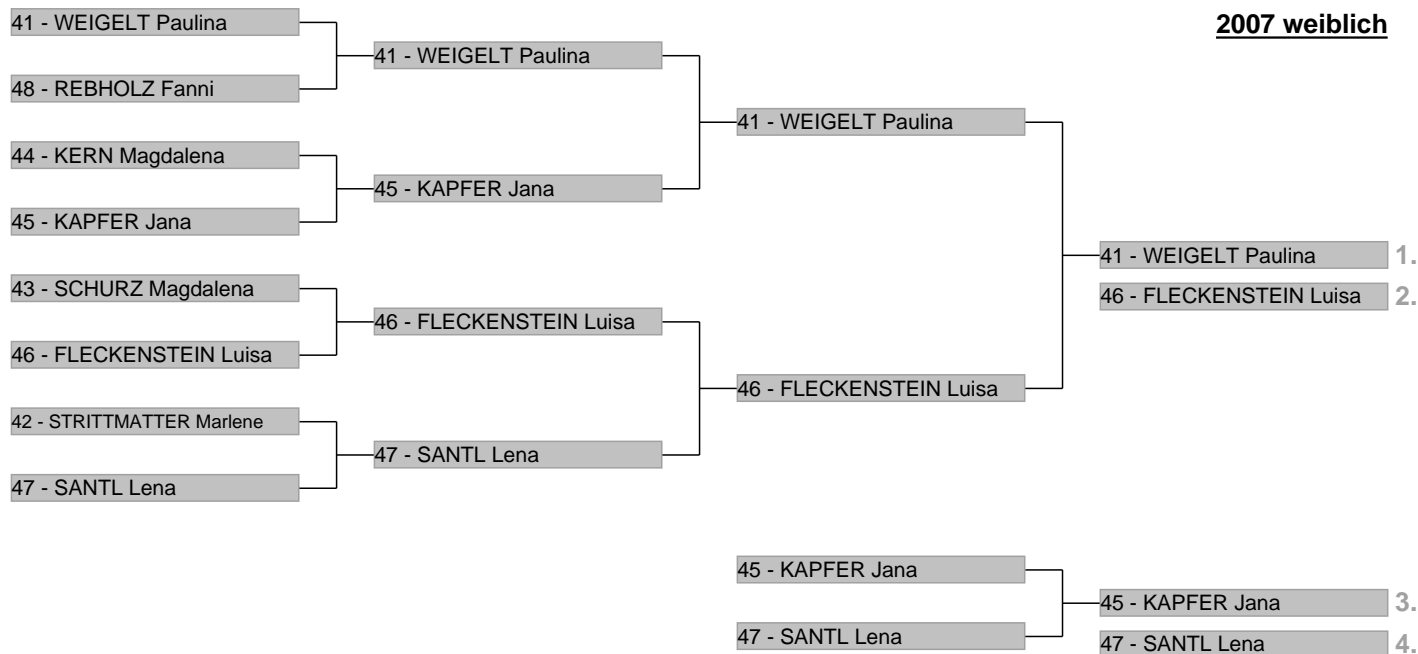 2007 weiblich
41 - WEIGELT Paulina
48 - REBHOLZ Fanni
44 - KERN Magdalena
45 - KAPFER Jana
43 - SCHURZ Magdalena
46 - FLECKENSTEIN Luisa
42 - STRITTMATTER Marlene
47 - SANTL Lena
41 - WEIGELT Paulina
45 - KAPFER Jana
46 - FLECKENSTEIN Luisa
47 - SANTL Lena
41 - WEIGELT Paulina
46 - FLECKENSTEIN Luisa
41 - WEIGELT Paulina 1.
46 - FLECKENSTEIN Luisa 2.
45 - KAPFER Jana
47 - SANTL Lena
45 - KAPFER Jana 3.
47 - SANTL Lena 4.